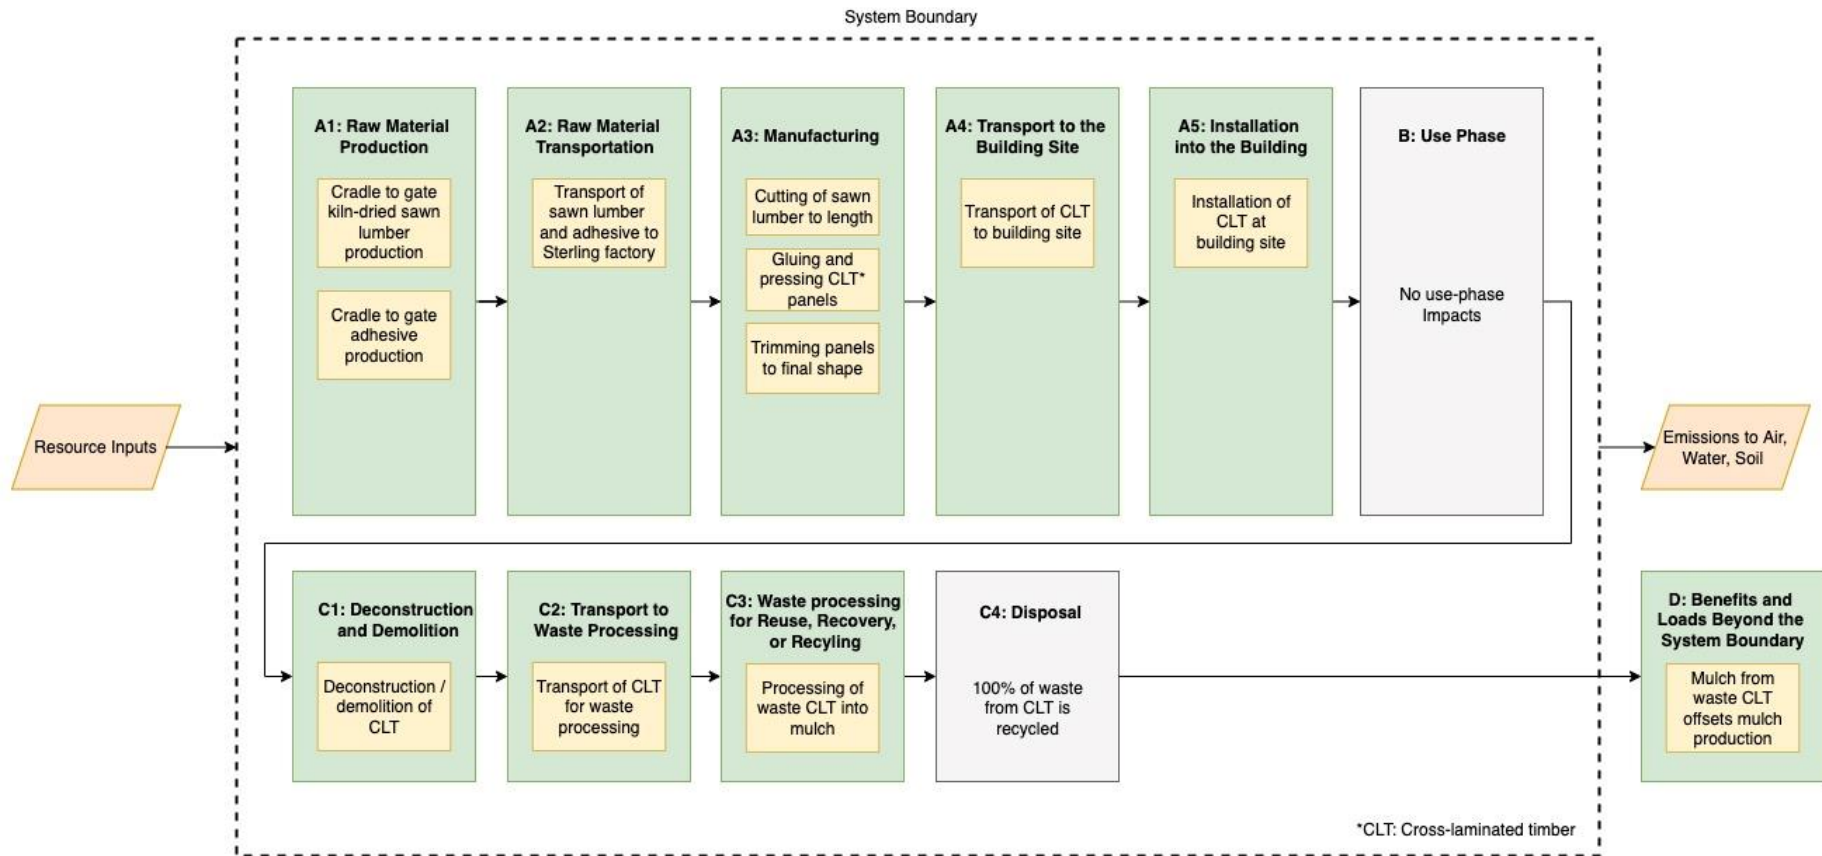 System Boundary
A1: Raw Material
Production
Cradle to gate
kiln-dried sawn
lumber
production
Cradle to gate
adhesive
production
A2: Raw Material
Transportation
Transport of
sawn lumber
and adhesive to
Sterling factory
A3: Manufacturing
Cutting of sawn
lumber to length
Gluing and
pressing CLT*
panels
Trimming panels
to final shape
A4: Transport to the
Building Site
Transport of CLT
to building site
A5: Installation
into the Building
Installation of
CLT at
building site
B: Use Phase
No use-phase
Impacts
Resource Inputs
Emissions to Air,
Water, Soil
C1: Deconstruction
and Demolition
Deconstruction /
demolition of
CLT
C2: Transport to
Waste Processing
Transport of CLT
for waste
processing
C3: Waste processing
for Reuse, Recovery,
or Recyling
Processing of
waste CLT into
mulch
C4: Disposal
100% of waste
from CLT is
recycled
D: Benefits and
Loads Beyond the
System Boundary
Mulch from
waste CLT
offsets mulch
production
*CLT: Cross-laminated timber